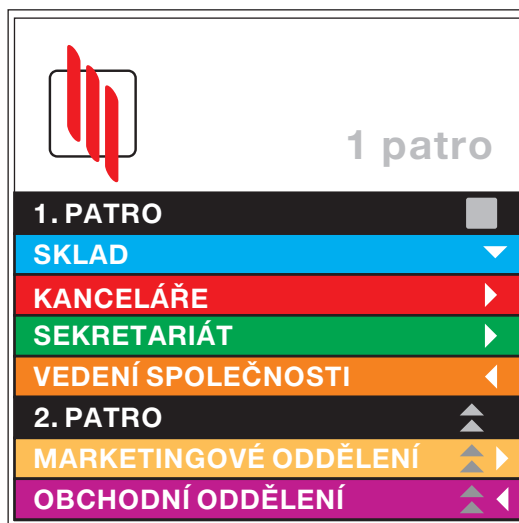 1 patro
1. PATRO
SKLAD
KANCELÁŘE
SEKRETARIÁT
VEDENÍ SPOLEČNOSTI
2. PATRO
MARKETINGOVÉ ODDĚLENÍ
OBCHODNÍ ODDĚLENÍ